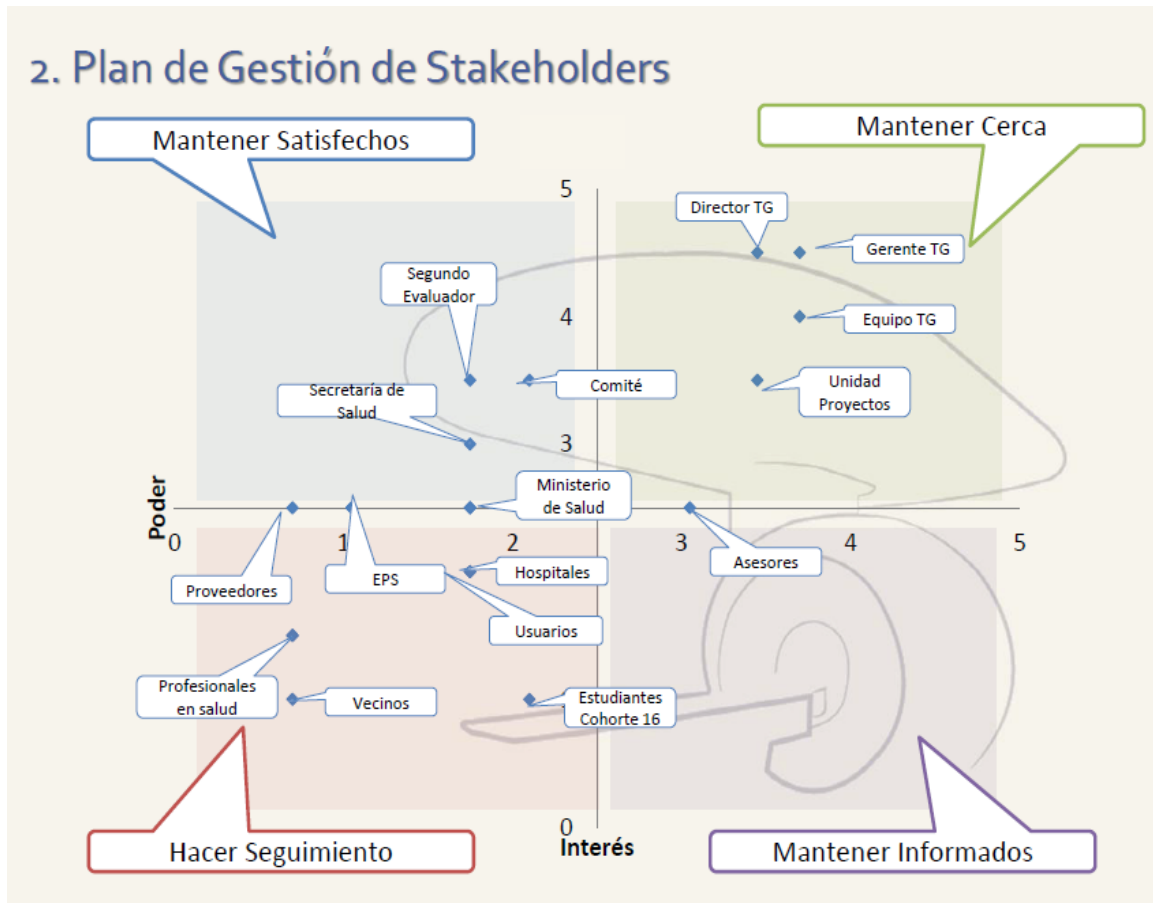 2. Plan de Gestión de Stakeholders
Mantener Satisfechos
Mantener Cerca
5
Director TG
Gerente TG
Segundo
Evaluador
4
Equipo TG
Comité
Unidad
Proyectos
Secretaría de
Salud
3
Ministerio
de Salud
Poder
0
1
2
3
4
5
Proveedores
EPS
Hospitales
Asesores
Usuarios
Profesionales
en salud
Vecinos
Estudiantes
Cohorte 16
0
Interés
Hacer Seguimiento
Mantener Informados